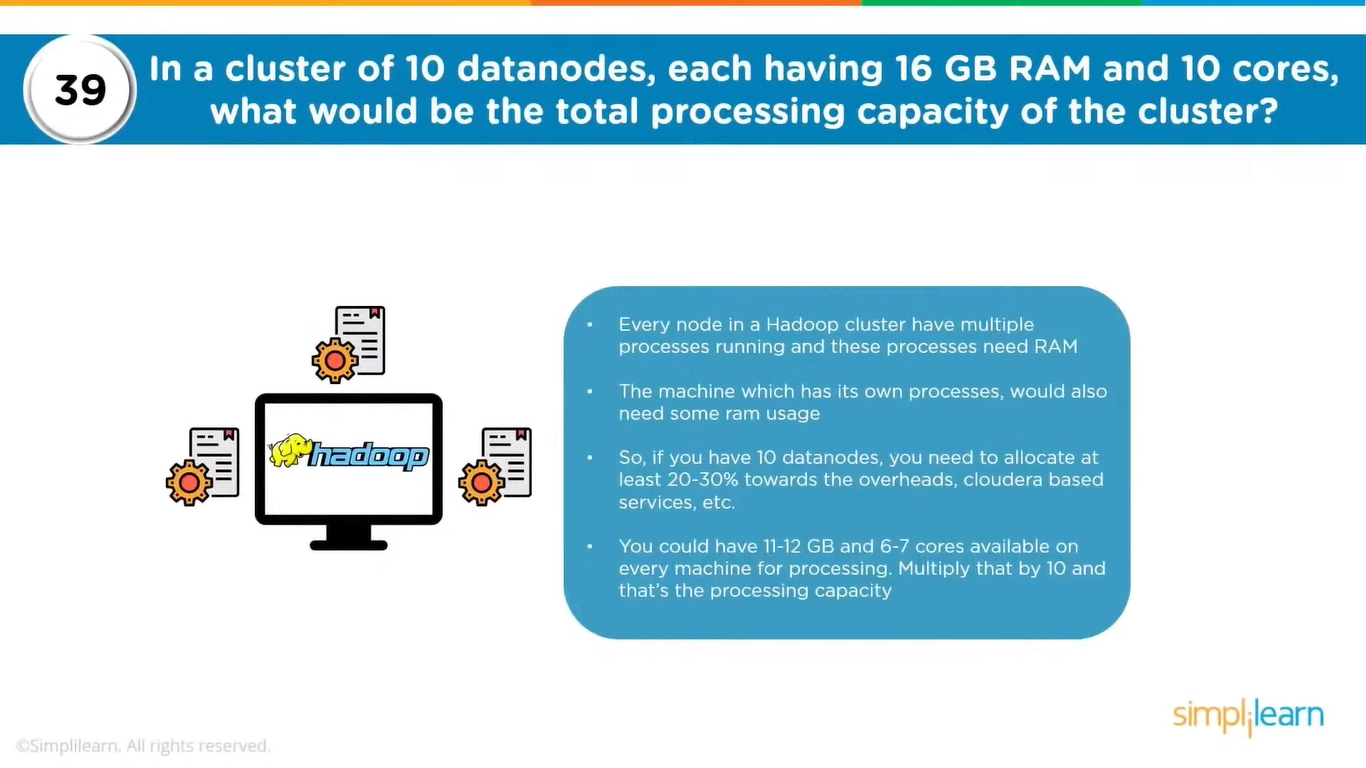 39
In a cluster of 10 datanodes, each having 16 GB RAM and 10 cores,
what would be the total processing capacity of the cluster?
hadoop
• Every node in a Hadoop cluster have multiple
processes running and these processes need RAM
• The machine which has its own processes, would also
need some ram usage
• So, if you have 10 datanodes, you need to allocate at
least 20-30% towards the overheads, cloudera based
services, etc.
• You could have 11-12 GB and 6-7 cores available on
every machine for processing. Multiply that by 10 and
that's the processing capacity
simplilearn
©Simplilearn. All rights reserved.